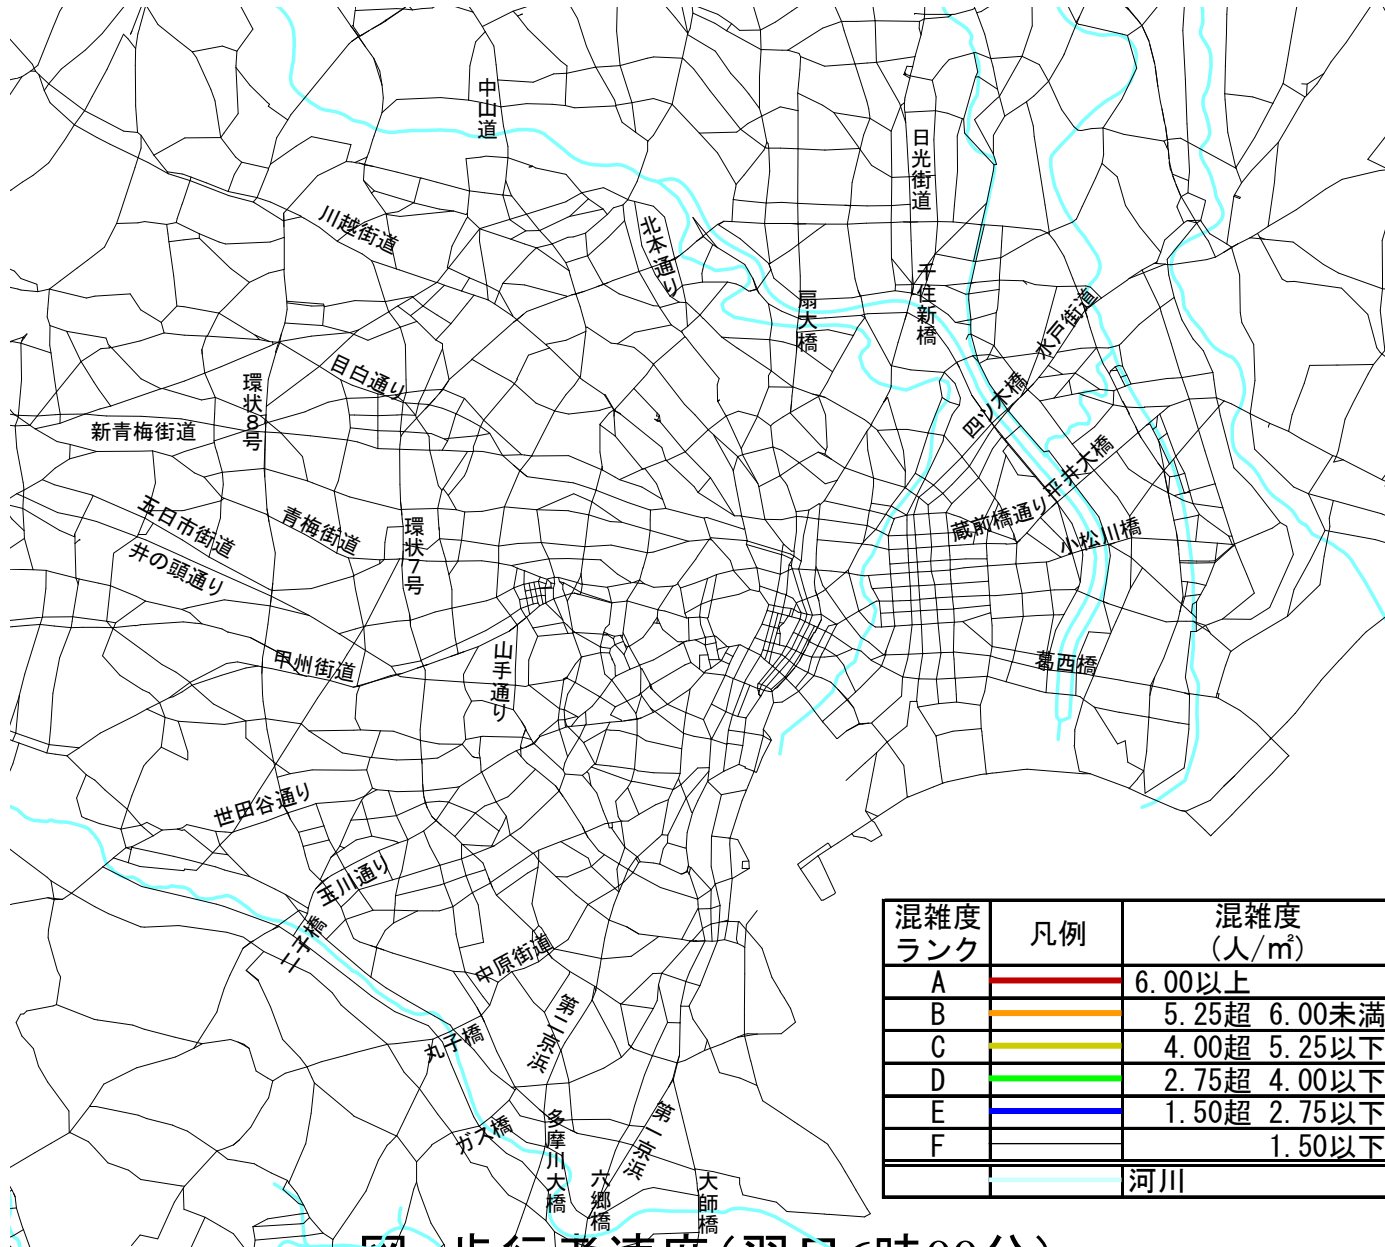 中山道
日光街道
川越街道
北本通り
千住新橋
扇大橋
水戸街道
目白通り
環状8号
四ツ木橋
新青梅街道
平井大橋
五日市街道
青梅街道
環状7号
蔵前橋通り
小松川橋
井の頭通り
甲州街道
山手通り
葛西橋
世田谷通り
玉川通り
二子橋
中原街道
第二京浜
丸子橋
ガス橋
多摩川大橋
第一京浜
六郷橋
大師橋
混雑度ランク 凡例 混雑度(人/㎡)
A 6.00以上
B 5.25超 6.00未満
C 4.00超 5.25以下
D 2.75超 4.00以下
E 1.50超 2.75以下
F 1.50以下
河川